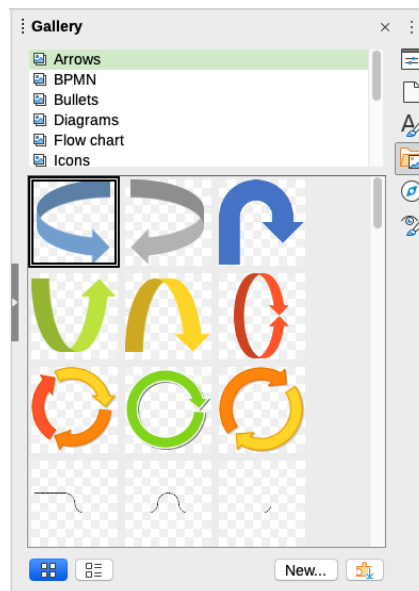 Gallery
Arrows
BPMN
Bullets
Diagrams
Flow chart
Icons
New...